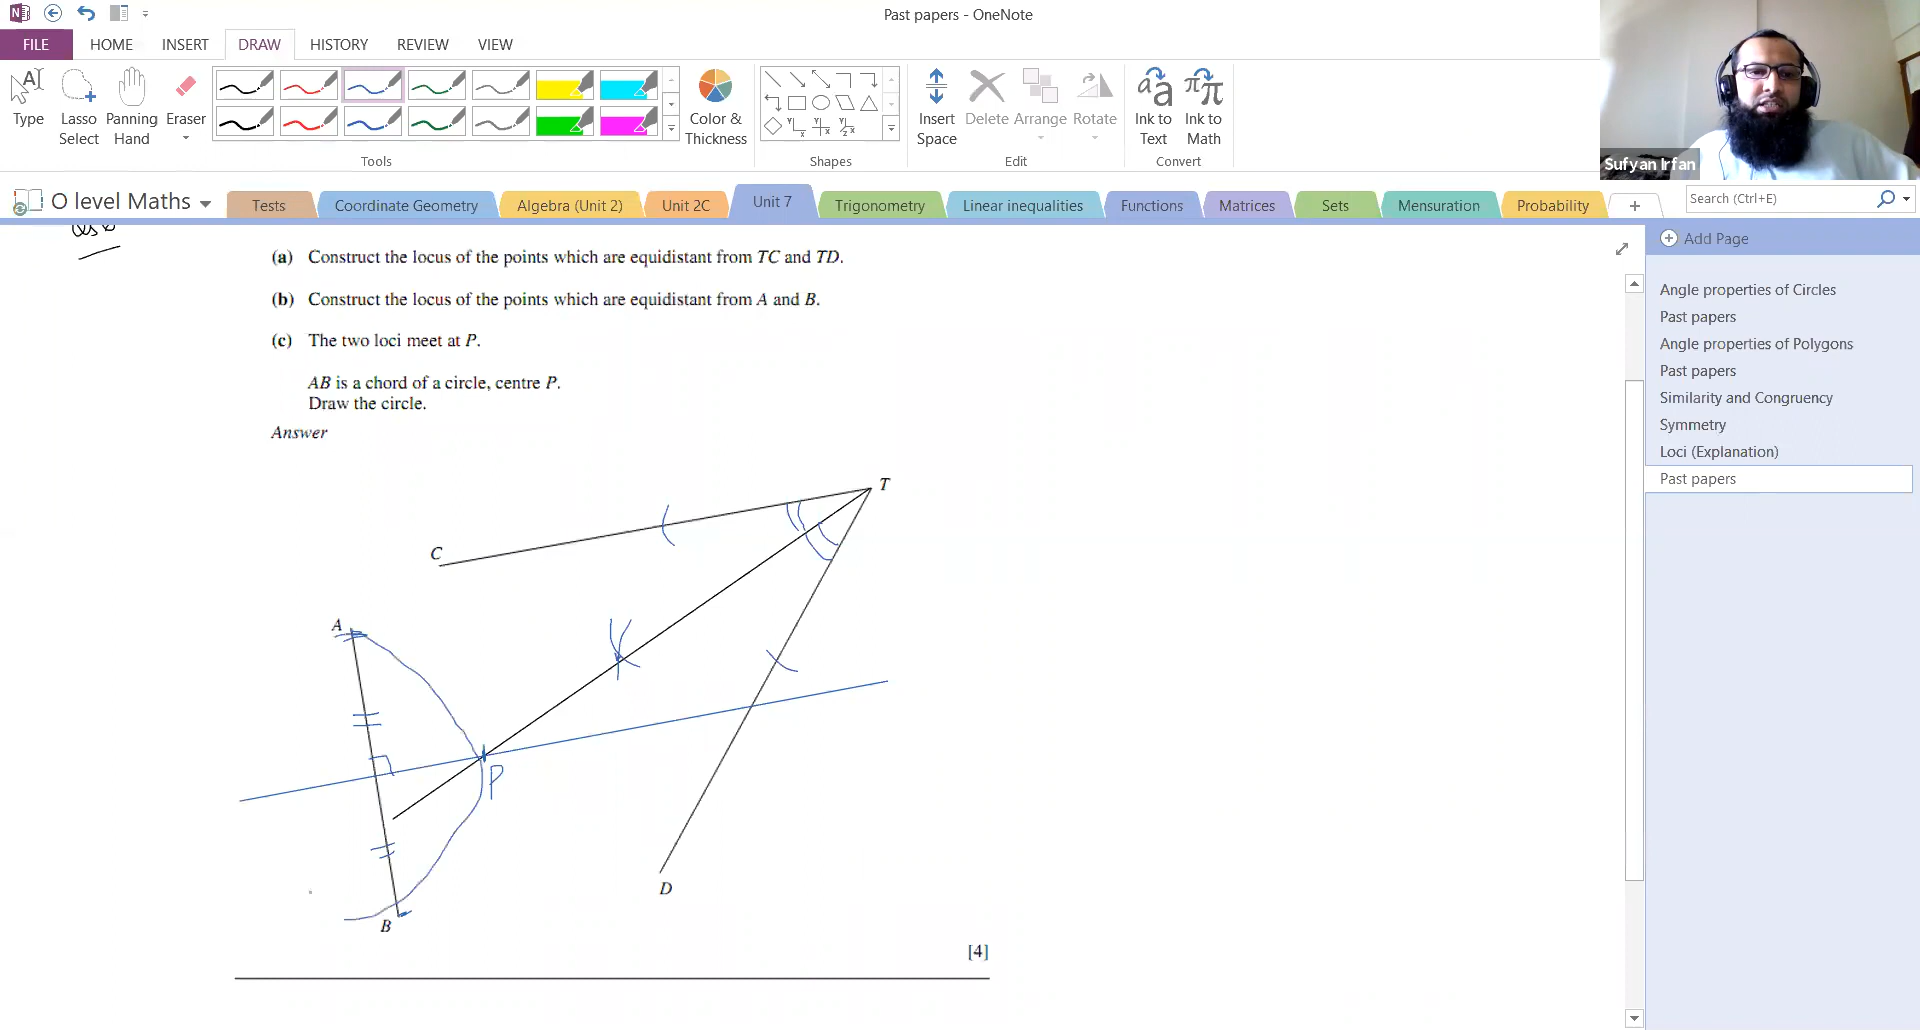 Past papers - OneNote
FILE HOME INSERT DRAW HISTORY REVIEW VIEW
Type
Lasso Select
Panning Hand
Eraser
Color & Thickness
Insert Space
Delete
Arrange
Rotate
Ink to Text
Ink to Math
Tools
Shapes
Edit
Convert
Sufyan Irfan
O level Maths
Tests
Coordinate Geometry
Algebra (Unit 2)
Unit 2C
Unit 7
Trigonometry
Linear inequalities
Functions
Matrices
Sets
Mensuration
Probability
Search (Ctrl+E)
Add Page
Angle properties of Circles
Past papers
Angle properties of Polygons
Past papers
Similarity and Congruency
Symmetry
Loci (Explanation)
Past papers
(a) Construct the locus of the points which are equidistant from TC and TD.
(b) Construct the locus of the points which are equidistant from A and B.
(c) The two loci meet at P.
AB is a chord of a circle, centre P.
Draw the circle.
Answer
T
C
A
P
D
B
[4]